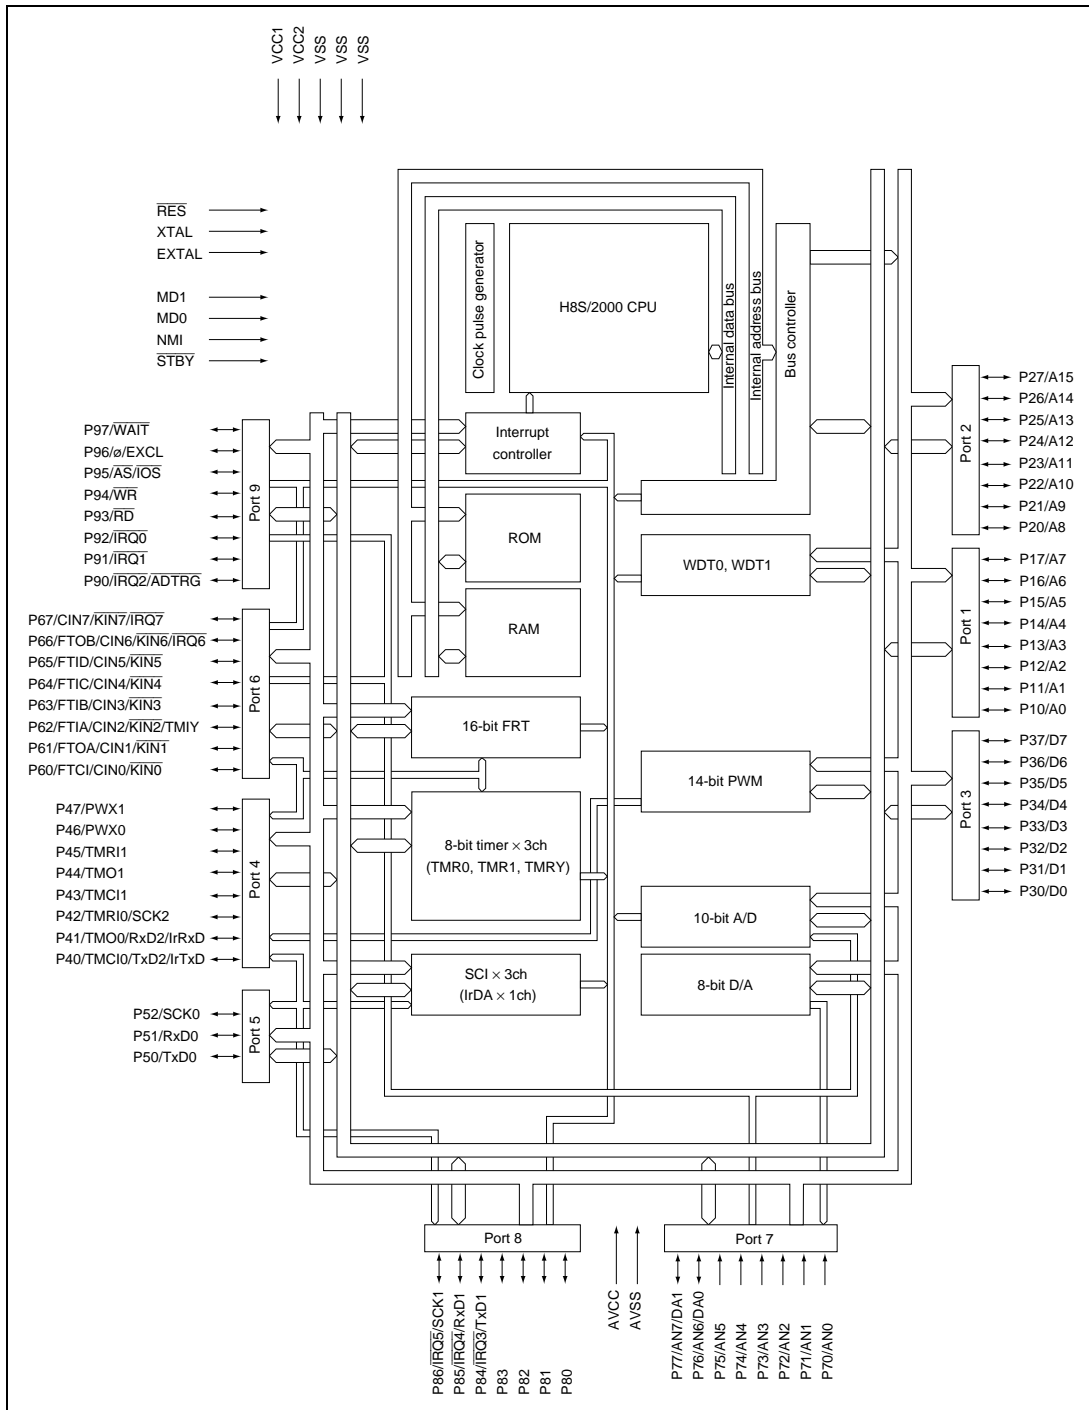 VCC1
VCC2
VSS
VSS
VSS
RES
XTAL
EXTAL
MD1
MD0
NMI
STBY
Clock pulse generator
H8S/2000 CPU
Internal data bus
Internal address bus
Bus controller
Interrupt
controller
ROM
RAM
WDT0, WDT1
16-bit FRT
14-bit PWM
8-bit timer × 3ch
(TMR0, TMR1, TMRY)
10-bit A/D
SCI × 3ch
(IrDA × 1ch)
8-bit D/A
P97/WAIT
P96/ø/EXCL
P95/AS/IOS
P94/WR
P93/RD
P92/IRQ0
P91/IRQ1
P90/IRQ2/ADTRG
Port 9
P67/CIN7/KIN7/IRQ7
P66/FTOB/CIN6/KIN6/IRQ6
P65/FTID/CIN5/KIN5
P64/FTIC/CIN4/KIN4
P63/FTIB/CIN3/KIN3
P62/FTIA/CIN2/KIN2/TMIY
P61/FTOA/CIN1/KIN1
P60/FTCI/CIN0/KIN0
Port 6
P47/PWX1
P46/PWX0
P45/TMRI1
P44/TMO1
P43/TMCI1
P42/TMRI0/SCK2
P41/TMO0/RxD2/IrRxD
P40/TMCI0/TxD2/IrTxD
Port 4
P52/SCK0
P51/RxD0
P50/TxD0
Port 5
Port 2
P27/A15
P26/A14
P25/A13
P24/A12
P23/A11
P22/A10
P21/A9
P20/A8
Port 1
P17/A7
P16/A6
P15/A5
P14/A4
P13/A3
P12/A2
P11/A1
P10/A0
Port 3
P37/D7
P36/D6
P35/D5
P34/D4
P33/D3
P32/D2
P31/D1
P30/D0
Port 8
P86/IRQ5/SCK1
P85/IRQ4/RxD1
P84/IRQ3/TxD1
P83
P82
P81
P80
AVCC
AVSS
Port 7
P77/AN7/DA1
P76/AN6/DA0
P75/AN5
P74/AN4
P73/AN3
P72/AN2
P71/AN1
P70/AN0